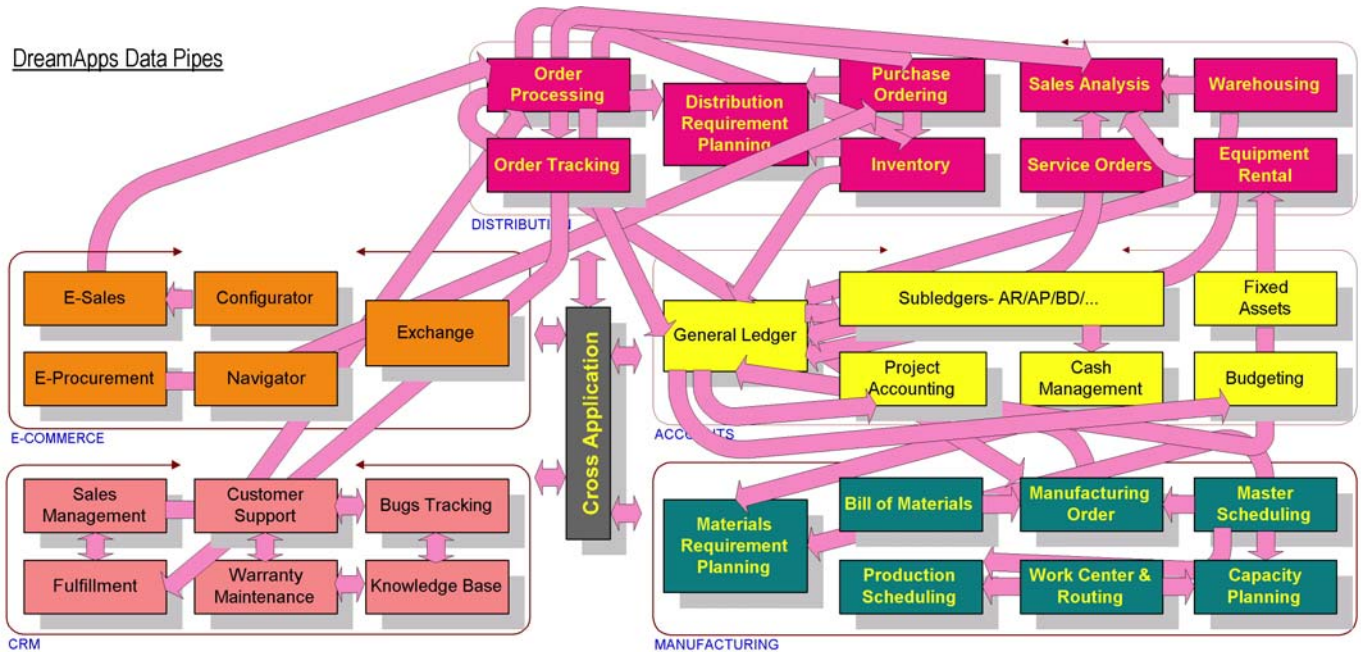 DreamApps Data Pipes
Order
Processing
Distribution
Requirement
Planning
Purchase
Ordering
Sales Analysis
Warehousing
Order Tracking
Inventory
Service Orders
Equipment
Rental
DISTRIBUTION
E-Sales
Configurator
Exchange
E-Procurement
Navigator
E-COMMERCE
Cross Application
General Ledger
Subledgers- AR/AP/BD/...
Fixed
Assets
Project
Accounting
Cash
Management
Budgeting
ACCOUNTS
Sales
Management
Customer
Support
Bugs Tracking
Fulfillment
Warranty
Maintenance
Knowledge Base
CRM
Materials
Requirement
Planning
Bill of Materials
Manufacturing
Order
Master
Scheduling
Production
Scheduling
Work Center &
Routing
Capacity
Planning
MANUFACTURING